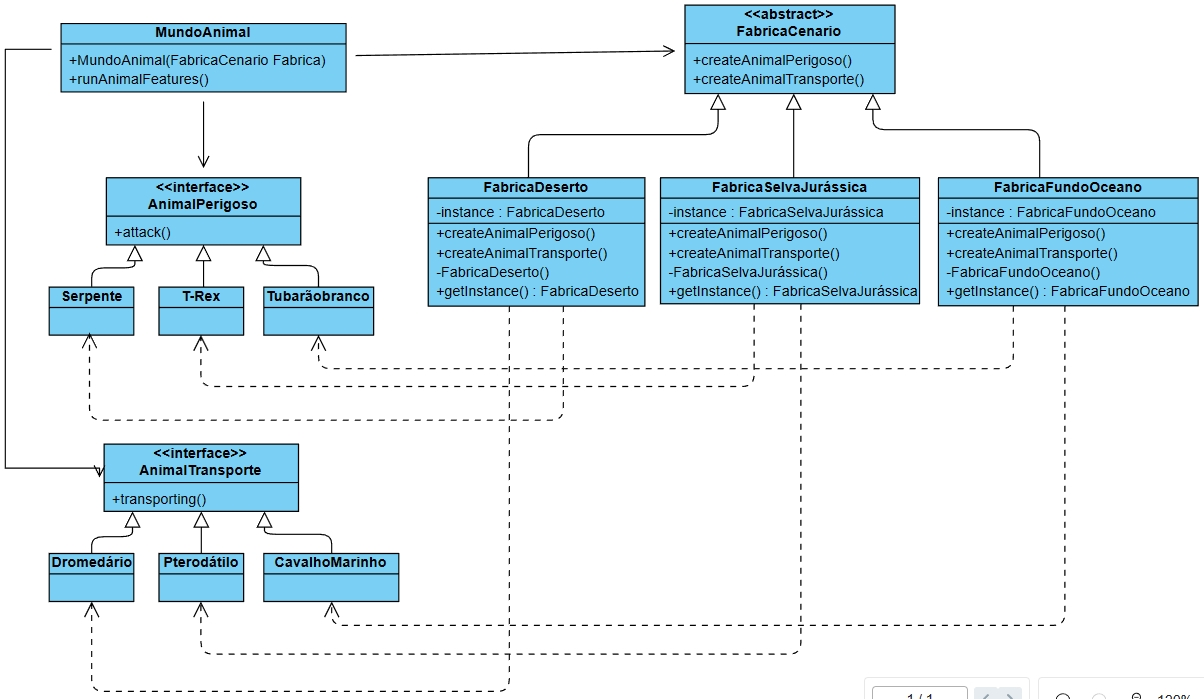 MundoAnimal
+MundoAnimal(FabricaCenario Fabrica)
+runAnimalFeatures()
<<abstract>>
FabricaCenario
+createAnimalPerigoso()
+createAnimalTransporte()
<<interface>>
AnimalPerigoso
+attack()
FabricaDeserto
-instance : FabricaDeserto
+createAnimalPerigoso()
+createAnimalTransporte()
-FabricaDeserto()
+getInstance() : FabricaDeserto
FabricaSelvaJurássica
-instance : FabricaSelvaJurássica
+createAnimalPerigoso()
+createAnimalTransporte()
-FabricaSelvaJurássica()
+getInstance() : FabricaSelvaJurássica
FabricaFundoOceano
-instance : FabricaFundoOceano
+createAnimalPerigoso()
+createAnimalTransporte()
-FabricaFundoOceano()
+getInstance() : FabricaFundoOceano
Serpente
T-Rex
Tubarãobranco
<<interface>>
AnimalTransporte
+transporting()
Dromedário
Pterodátilo
CavalhoMarinho
1 / 1
120%